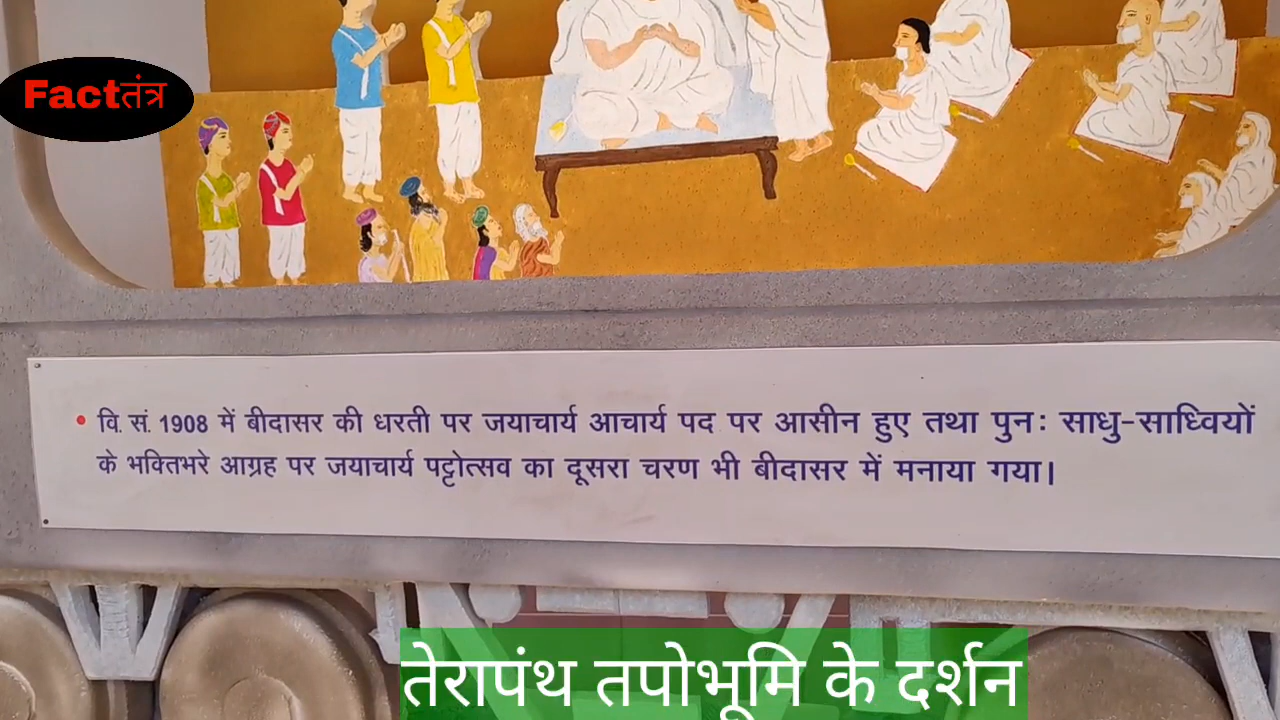 Factतंत्र
• वि. सं. 1908 में बीदासर की धरती पर जयाचार्य आचार्य पद पर आसीन हुए तथा पुनः साधु-साध्वियों
के भक्तिभरे आग्रह पर जयाचार्य पट्टोत्सव का दूसरा चरण भी बीदासर में मनाया गया।
तेरापंथ तपोभूमि के दर्शन